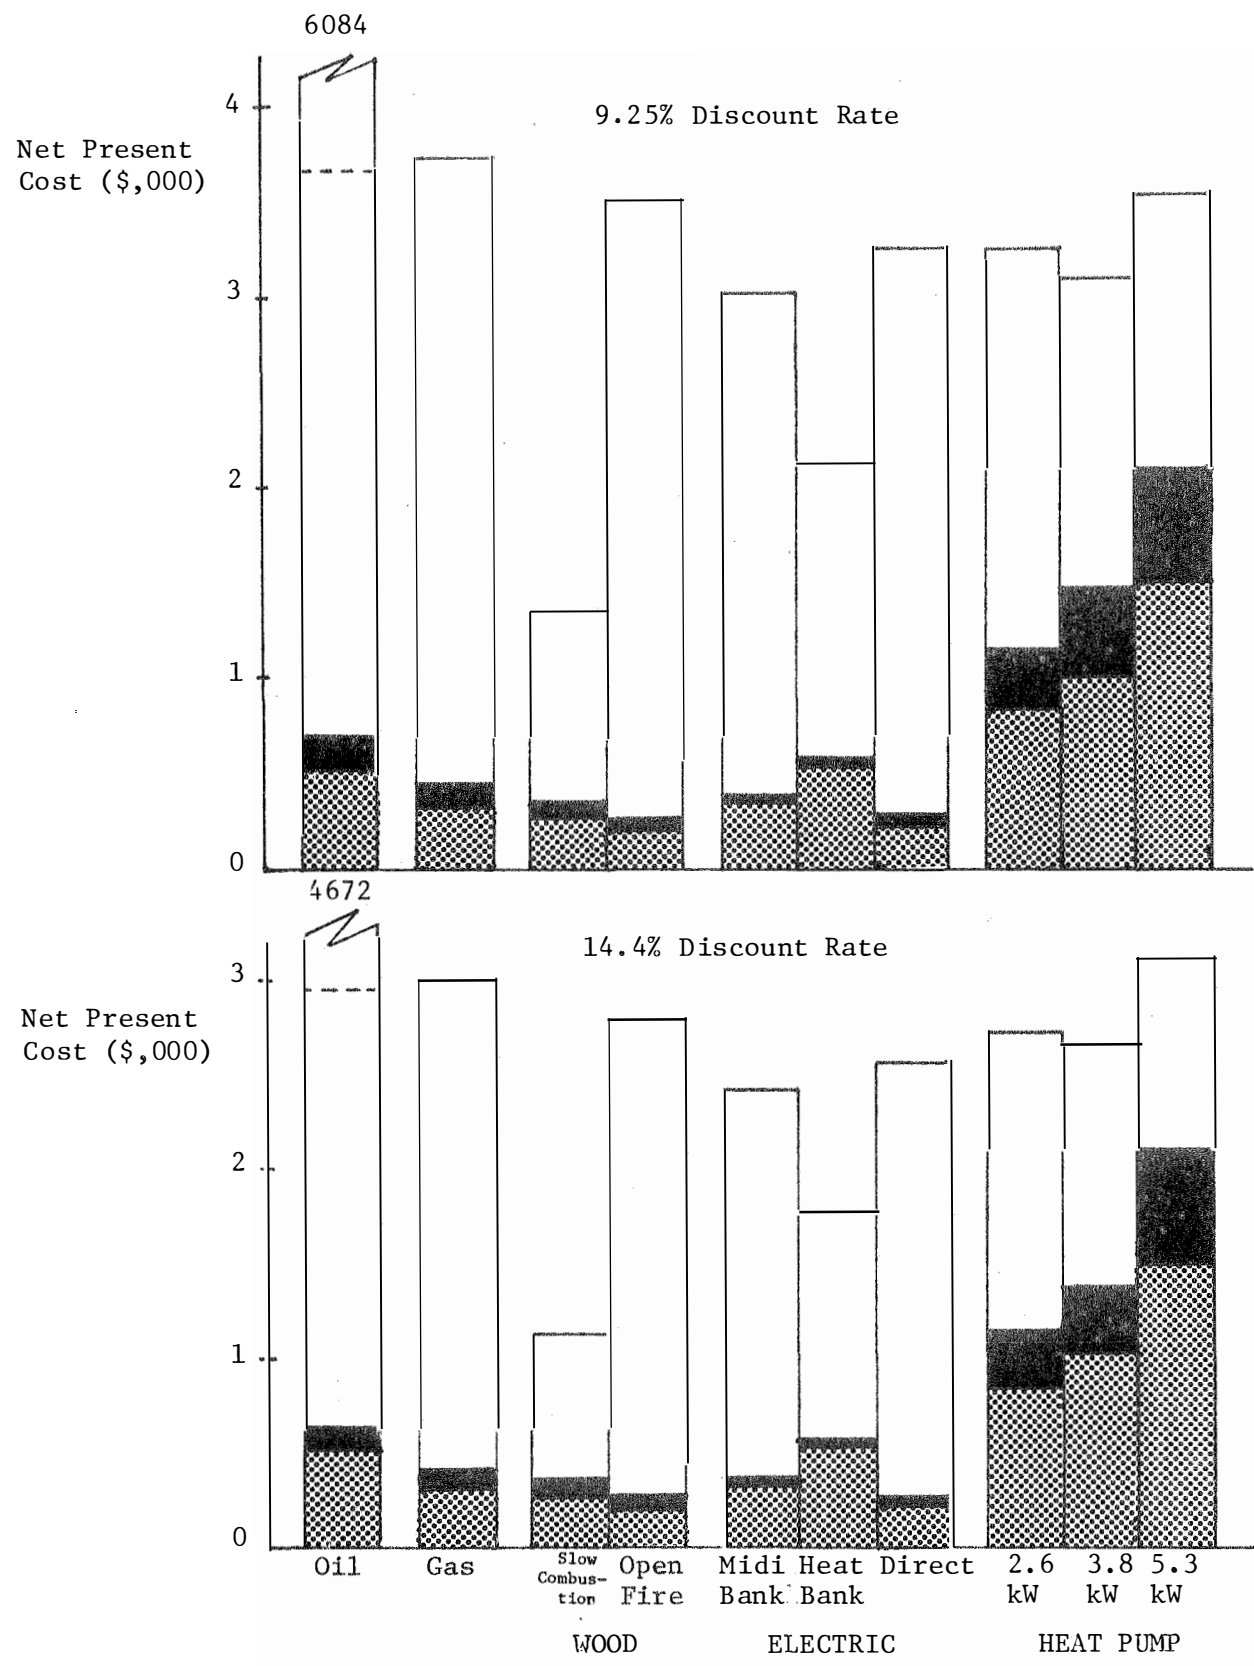 6084
4
9.25% Discount Rate
Net Present
Cost ($,000)
3
2
1
0
4672
14.4% Discount Rate
3
Net Present
Cost ($,000)
2
1
0
Oil Gas Slow Combus- tion Open Fire Midi Bank Heat Bank Direct 2.6 kW 3.8 kW 5.3 kW
WOOD ELECTRIC HEAT PUMP